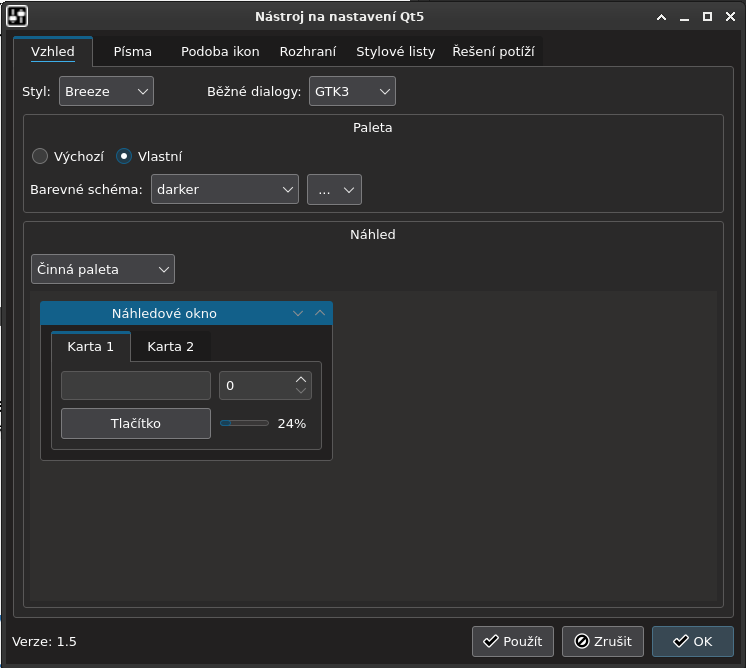 Nástroj na nastavení Qt5
Vzhled Písma Podoba ikon Rozhraní Stylové listy Řešení potíží
Styl: Breeze Běžné dialogy: GTK3
Paleta
Výchozí Vlastní
Barevné schéma: darker ...
Náhled
Činná paleta
Náhledové okno
Karta 1 Karta 2
0
Tlačítko 24%
Verze: 1.5 Použít Zrušit OK